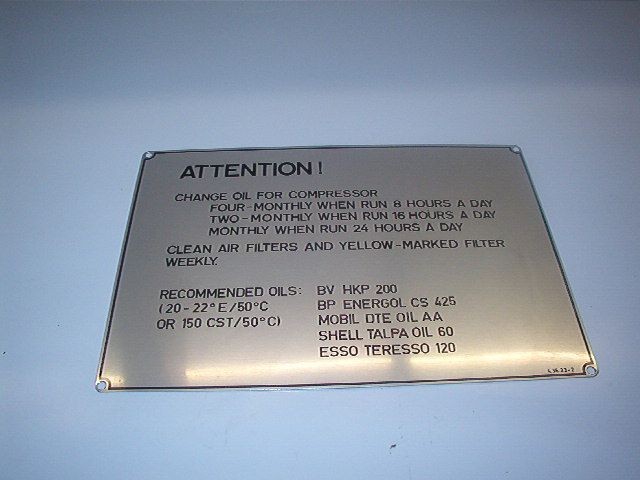 ATTENTION!
CHANGE OIL FOR COMPRESSOR
FOUR-MONTHLY WHEN RUN 8 HOURS A DAY
TWO-MONTHLY WHEN RUN 16 HOURS A DAY
MONTHLY WHEN RUN 24 HOURS A DAY
CLEAN AIR FILTERS AND YELLOW-MARKED FILTER
WEEKLY.
RECOMMENDED OILS: BV HKP 200
(20-22°E/50°C BP ENERGOL CS 425
OR 150 CST/50°C) MOBIL DTE OIL AA
SHELL TALPA OIL 60
ESSO TERESSO 120